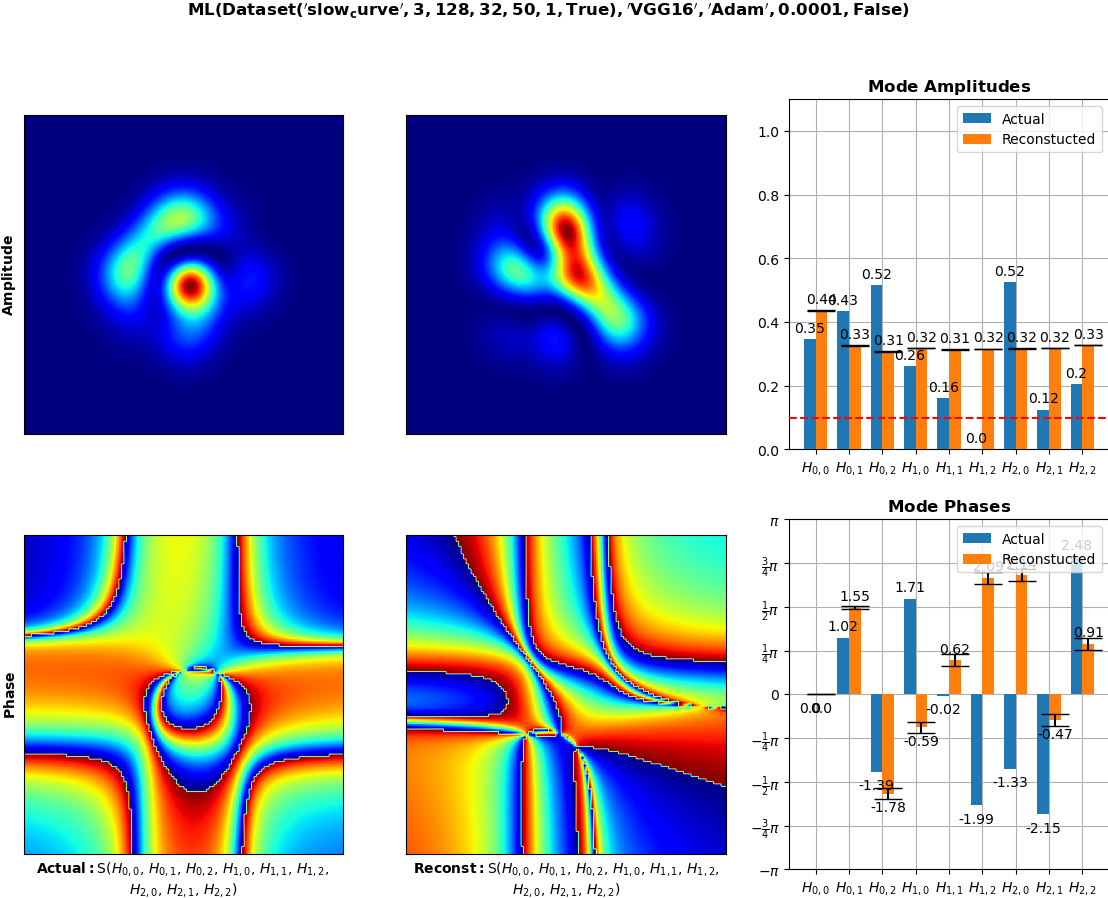 ML(Dataset('slow_curve', 3, 128, 32, 50, 1, True), 'VGG16', 'Adam', 0.0001, False)
Amplitude
Mode Amplitudes
Actual
Reconstucted
1.0
0.8
0.6
0.4
0.2
0.0
0.35 0.44 0.43 0.33 0.52 0.31 0.26 0.32 0.16 0.31 0.0 0.32 0.52 0.32 0.12 0.32 0.2 0.33
H0,0 H0,1 H0,2 H1,0 H1,1 H1,2 H2,0 H2,1 H2,2
Phase
Mode Phases
Actual
Reconstucted
π
3/4π
1/2π
1/4π
0
−1/4π
−1/2π
−3/4π
−π
0.0 0.0 1.02 1.55 -1.39 -1.78 1.71 -0.59 -0.02 0.62 -1.99 2.09 -1.33 -2.15 -0.47 2.48 0.91
H0,0 H0,1 H0,2 H1,0 H1,1 H1,2 H2,0 H2,1 H2,2
Actual: S(H0,0, H0,1, H0,2, H1,0, H1,1, H1,2,
H2,0, H2,1, H2,2)
Reconst: S(H0,0, H0,1, H0,2, H1,0, H1,1, H1,2,
H2,0, H2,1, H2,2)